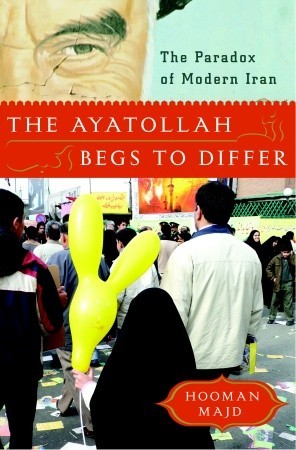 The Paradox
of Modern Iran
THE AYATOLLAH
BEGS TO DIFFER
HOOMAN
MAJD